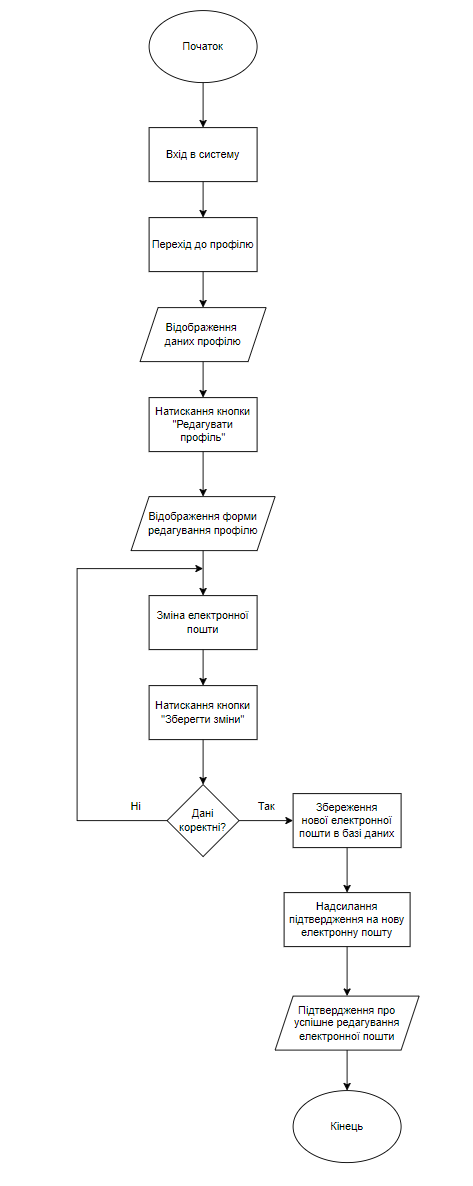 Початок
Вхід в систему
Перехід до профілю
Відображення
даних профілю
Натискання кнопки
"Редагувати
профіль"
Відображення форми
редагування профілю
Зміна електронної
пошти
Натискання кнопки
"Зберегти зміни"
Ні
Дані
коректні?
Так
Збереження
нової електронної
пошти в базі даних
Надсилання
підтвердження на нову
електронну пошту
Підтвердження про
успішне редагування
електронної пошти
Кінець